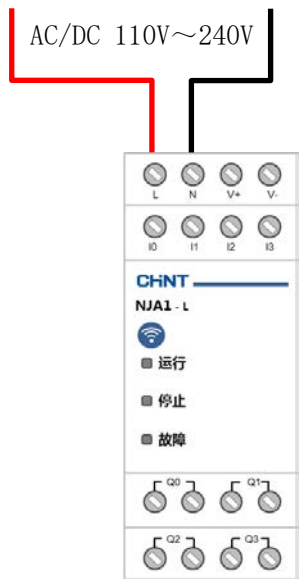 AC/DC 110V～240V
L N V+ V-
I0 I1 I2 I3
CHNT
NJA1 - L
运行
停止
故障
Q0 Q1
Q2 Q3